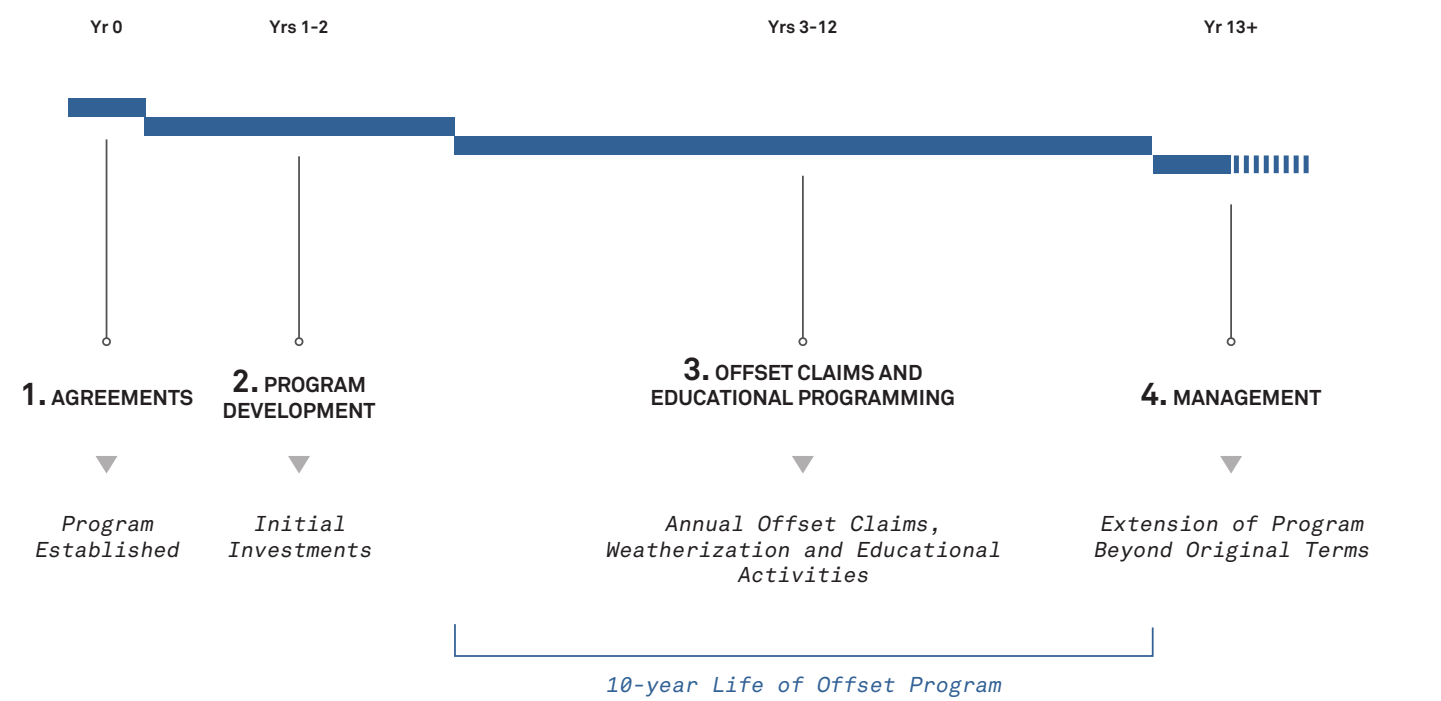 Yr 0
Yrs 1-2
Yrs 3-12
Yr 13+
1. AGREEMENTS
2. PROGRAM
DEVELOPMENT
3. OFFSET CLAIMS AND
EDUCATIONAL PROGRAMMING
4. MANAGEMENT
Program
Established
Initial
Investments
Annual Offset Claims,
Weatherization and Educational
Activities
Extension of Program
Beyond Original Terms
10-year Life of Offset Program